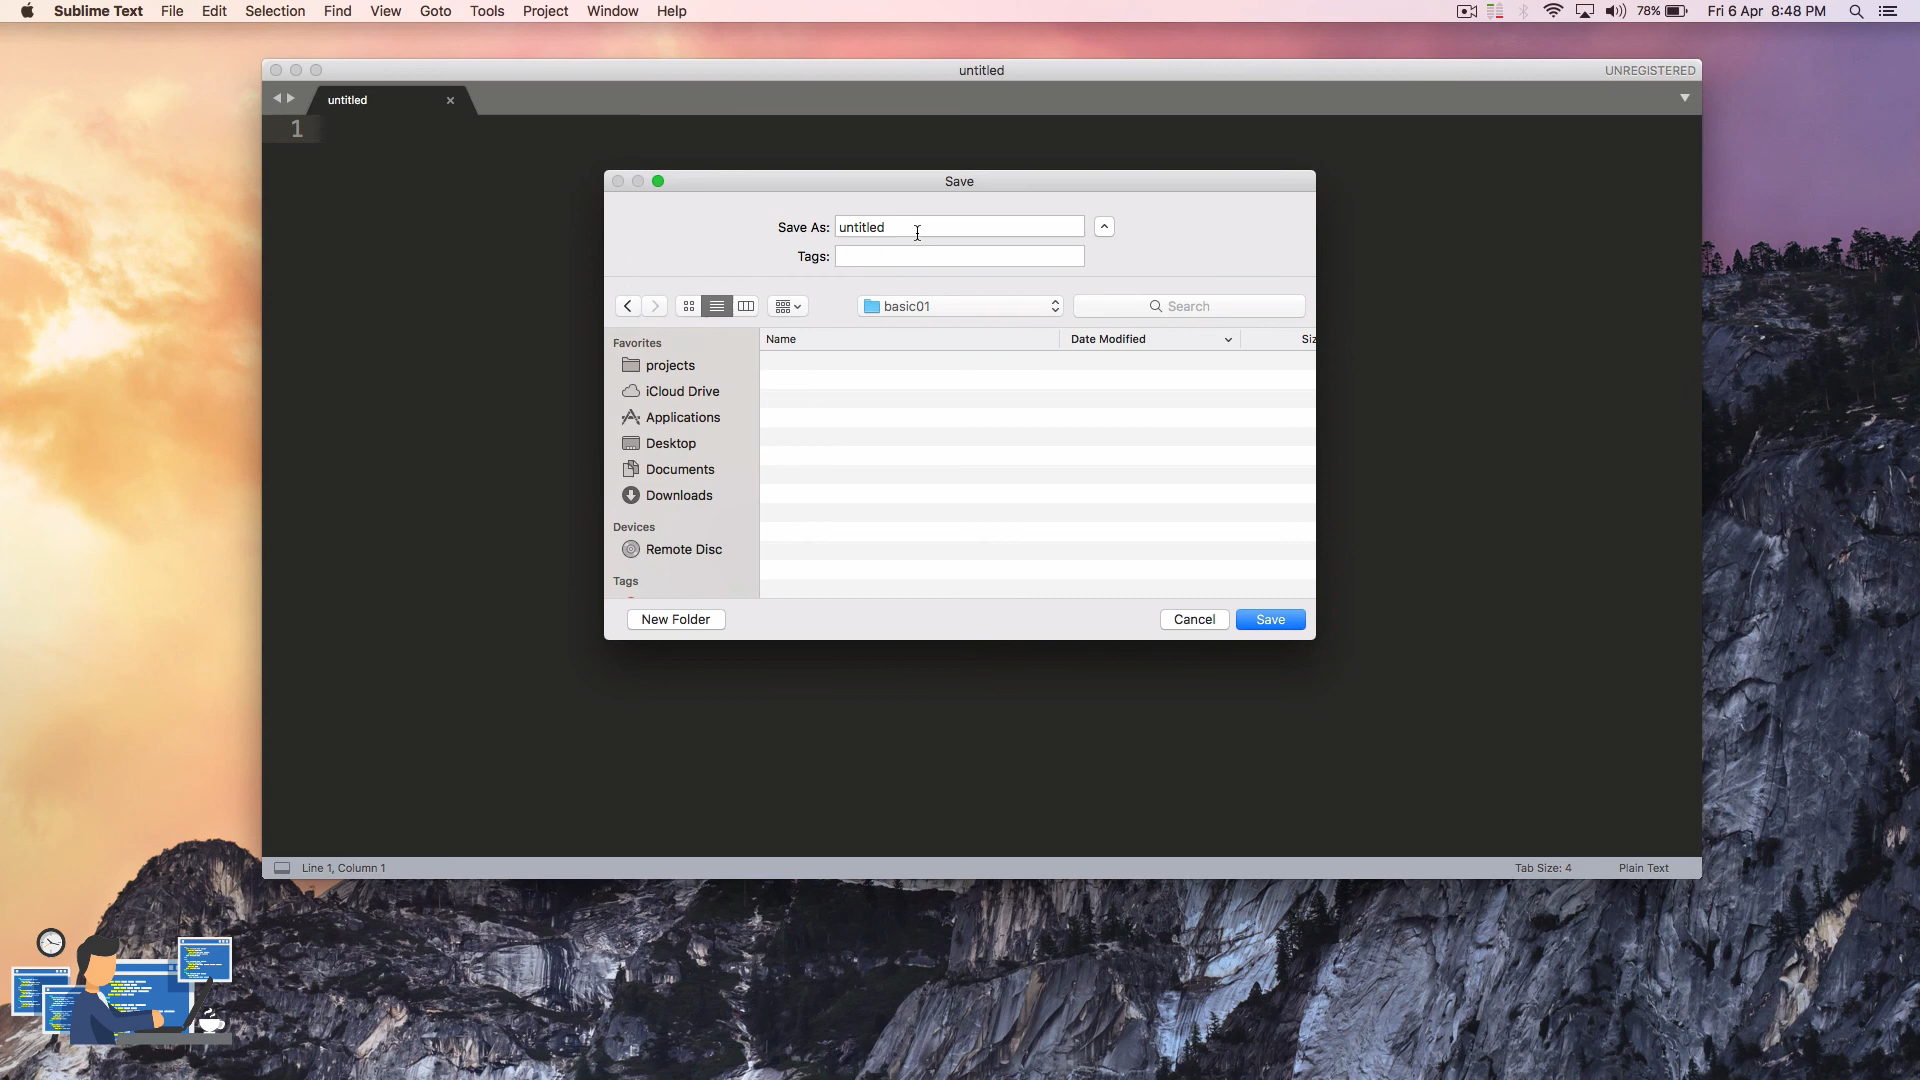 Sublime Text File Edit Selection Find View Goto Tools Project Window Help 78% Fri 6 Apr 8:48 PM
untitled UNREGISTERED
untitled
1
Save
Save As: untitled
Tags:
basic01 Search
Favorites
Name Date Modified Siz
projects
iCloud Drive
Applications
Desktop
Documents
Downloads
Devices
Remote Disc
Tags
New Folder Cancel Save
Line 1, Column 1 Tab Size: 4 Plain Text